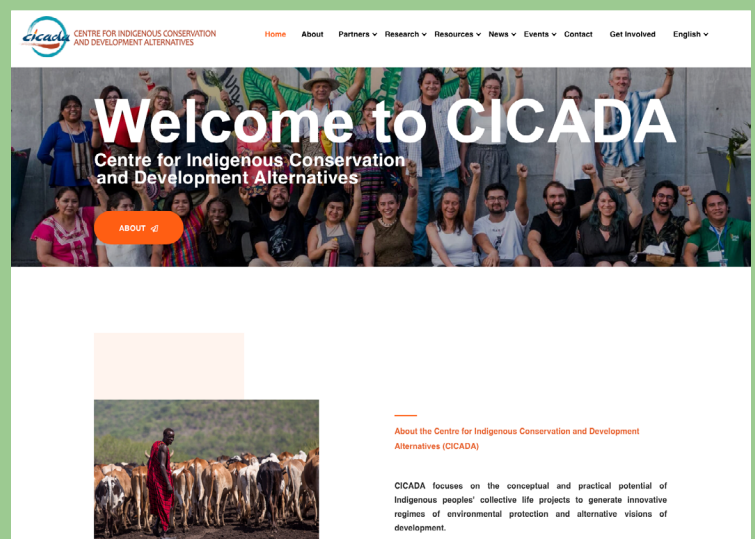 cicada
CENTRE FOR INDIGENOUS CONSERVATION
AND DEVELOPMENT ALTERNATIVES
Home About Partners Research Resources News Events Contact Get Involved English
Welcome to CICADA
Centre for Indigenous Conservation
and Development Alternatives
ABOUT
About the Centre for Indigenous Conservation and Development
Alternatives (CICADA)
CICADA focuses on the conceptual and practical potential of
Indigenous peoples' collective life projects to generate innovative
regimes of environmental protection and alternative visions of
development.